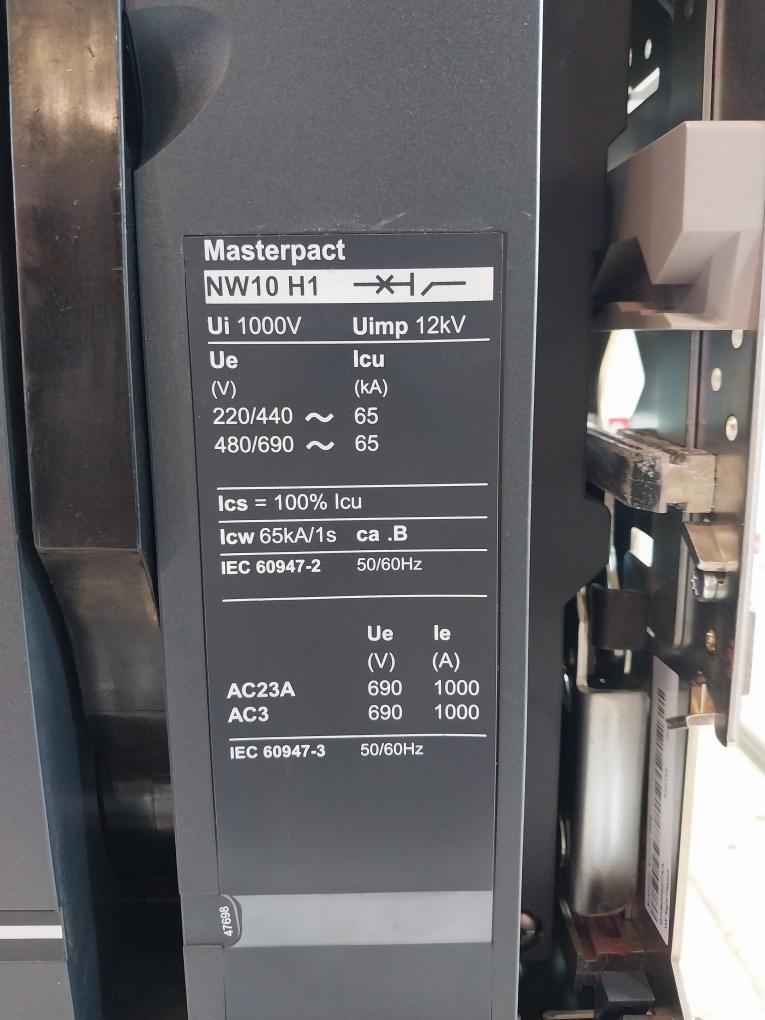 Masterpact
NW10 H1
Ui 1000V Uimp 12kV
Ue Icu
(V) (kA)
220/440 ~ 65
480/690 ~ 65
Ics = 100% Icu
Icw 65kA/1s ca .B
IEC 60947-2 50/60Hz
Ue Ie
(V) (A)
AC23A 690 1000
AC3 690 1000
IEC 60947-3 50/60Hz
47698